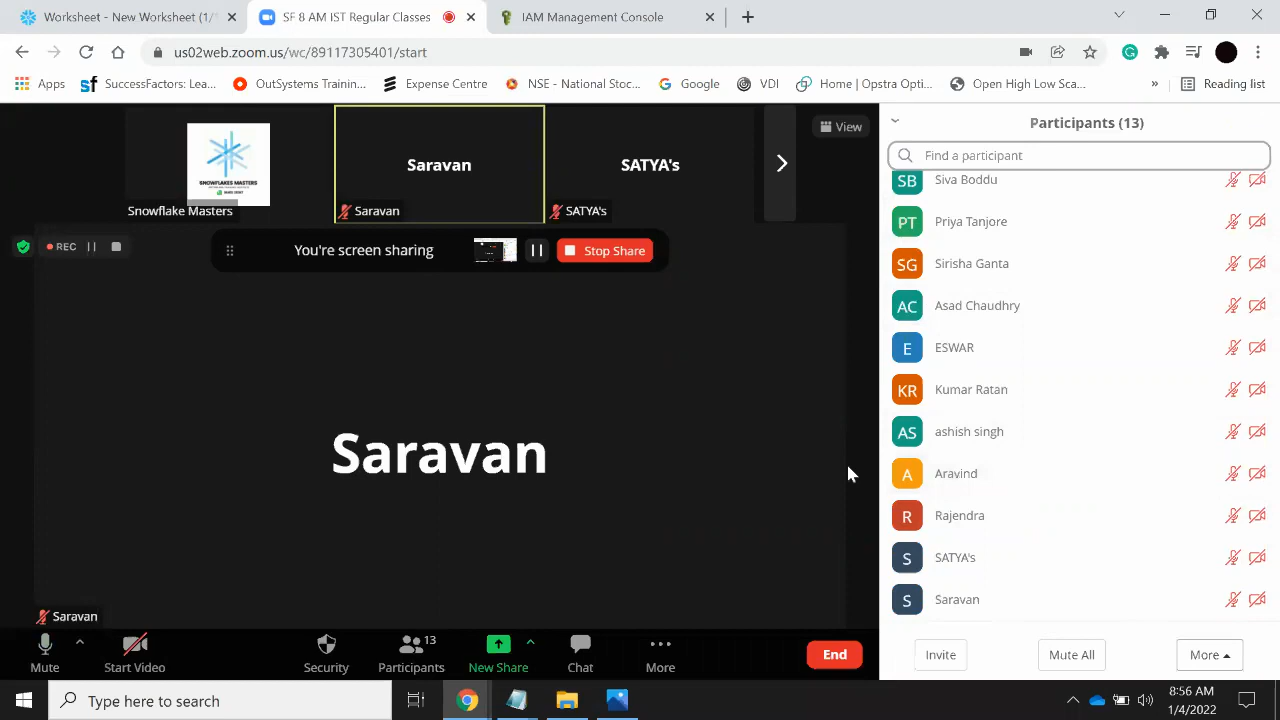 Worksheet - New Worksheet (1/
SF 8 AM IST Regular Classes
IAM Management Console
us02web.zoom.us/wc/89117305401/start
Apps
sf SuccessFactors: Lea...
OutSystems Trainin...
Expense Centre
NSE - National Stoc...
Google
VDI
Home | Opstra Opti...
Open High Low Sca...
»
Reading list
SNOWFLAKES MASTERS
Snowflake Masters
Saravan
Saravan
SATYA's
SATYA's
View
REC
You're screen sharing
Stop Share
Saravan
Saravan
Mute
Start Video
Security
13
Participants
New Share
Chat
More
End
Participants (13)
Find a participant
SB Siva Boddu
PT Priya Tanjore
SG Sirisha Ganta
AC Asad Chaudhry
E ESWAR
KR Kumar Ratan
AS ashish singh
A Aravind
R Rajendra
S SATYA's
S Saravan
Invite
Mute All
More
Type here to search
8:56 AM
1/4/2022